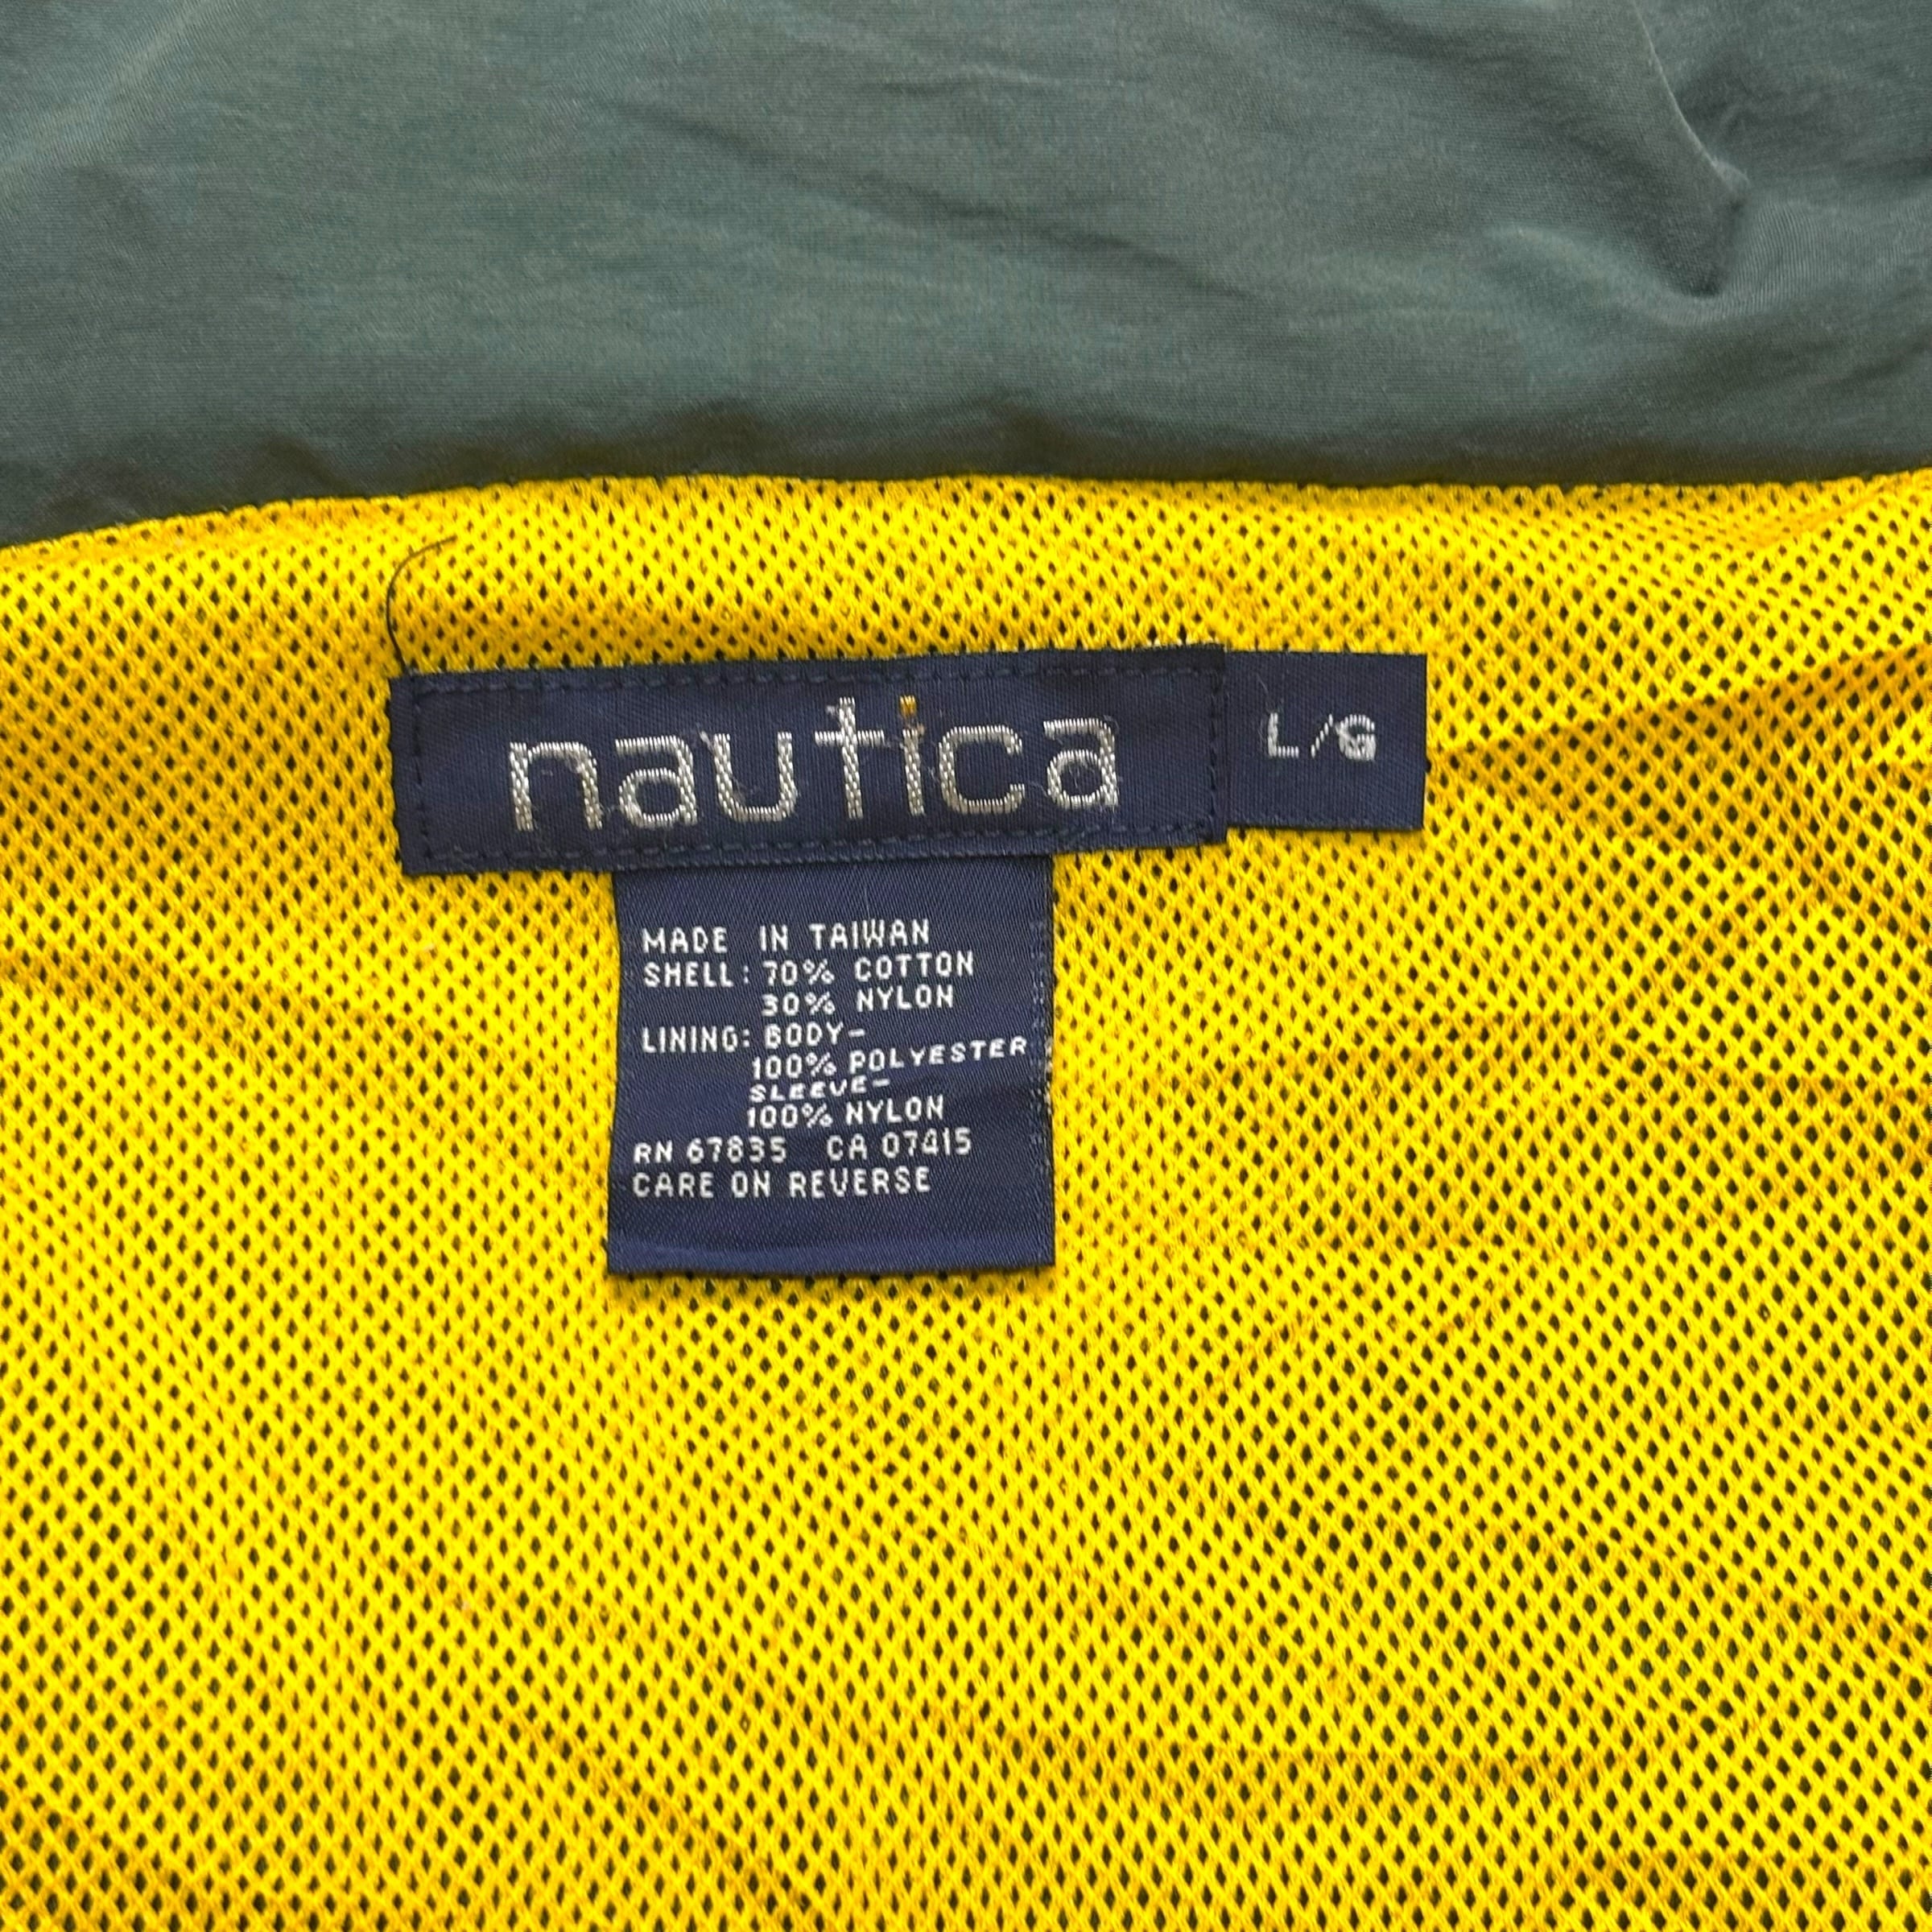 nautica
L/G
MADE IN TAIWAN
SHELL: 70% COTTON
30% NYLON
LINING: BODY-
100% POLYESTER
SLEEVE-
100% NYLON
RN 67835 CA 07415
CARE ON REVERSE